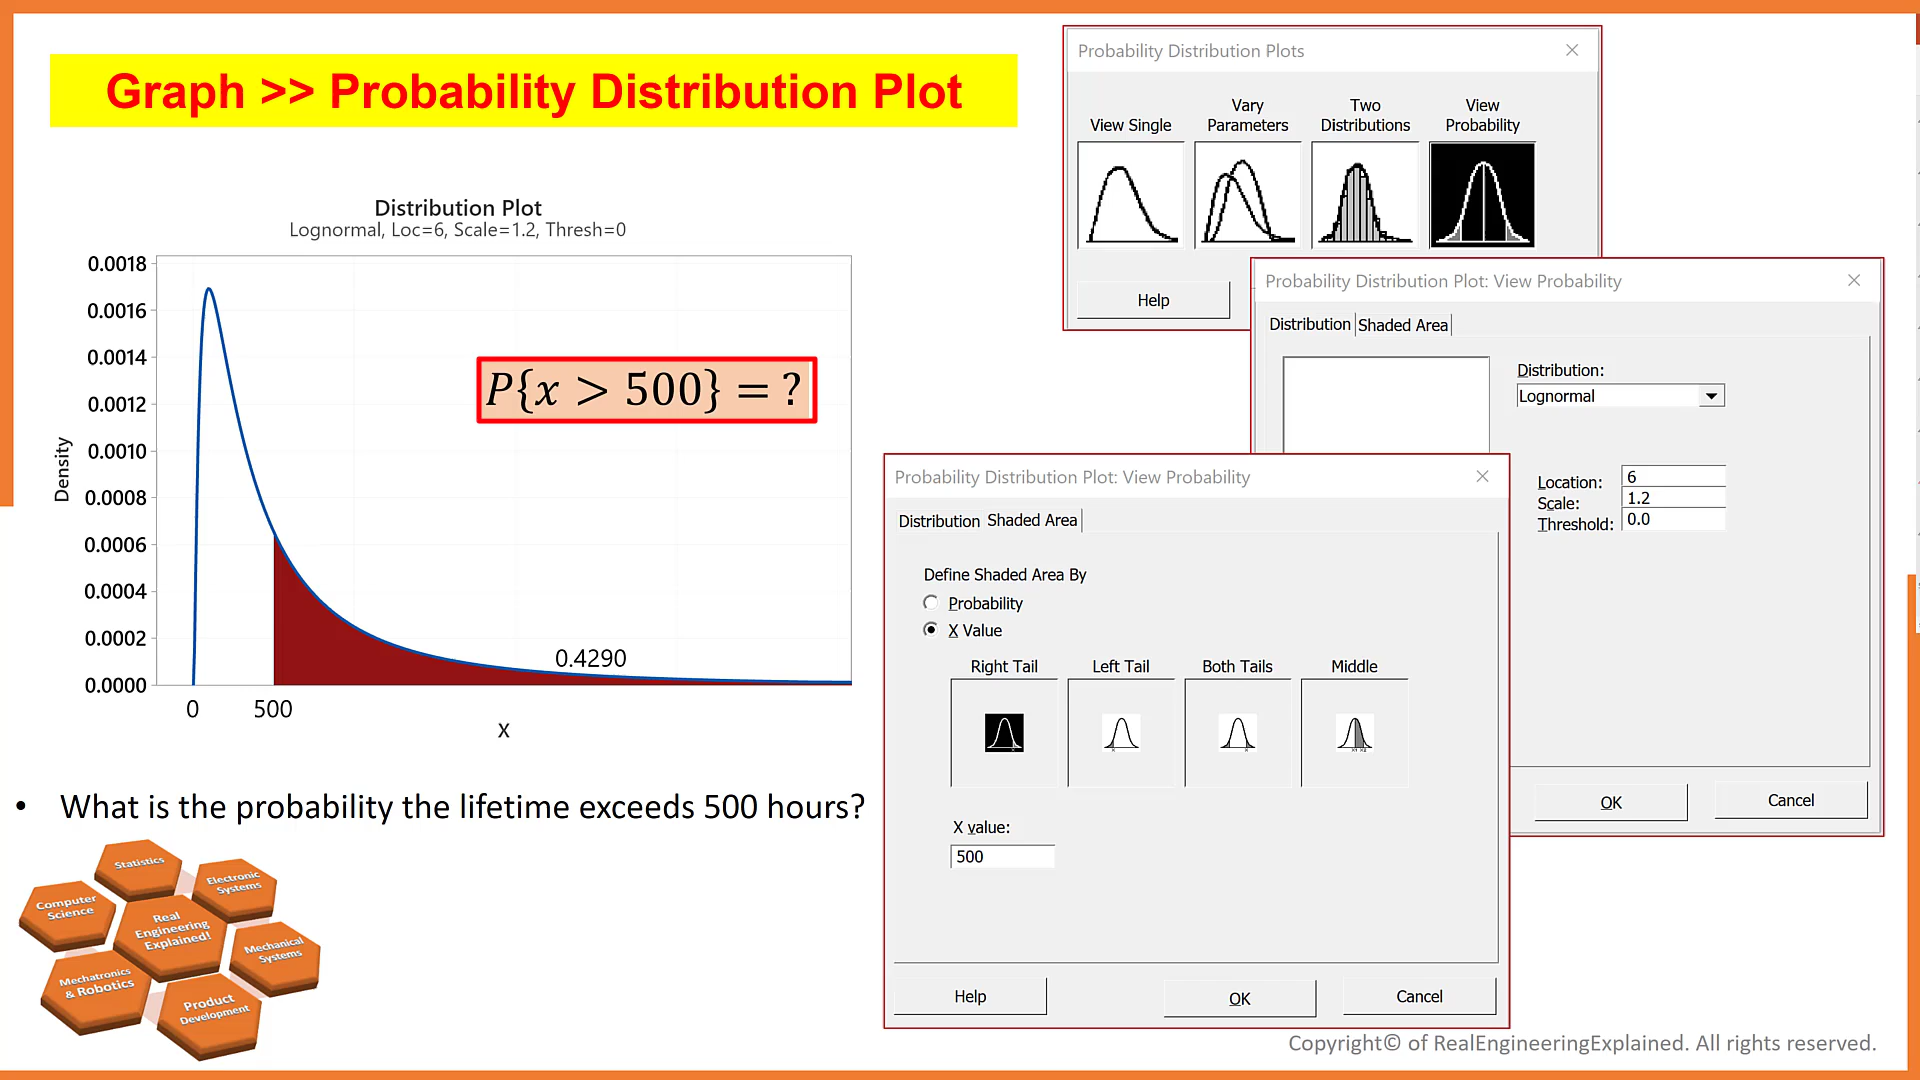 Graph >> Probability Distribution Plot
Distribution Plot
Lognormal, Loc=6, Scale=1.2, Thresh=0
0.0018
0.0016
0.0014
0.0012
0.0010
0.0008
0.0006
0.0004
0.0002
0.0000
Density
P{x > 500} = ?
0.4290
0 500
X
• What is the probability the lifetime exceeds 500 hours?
Statistics
Electronic
Systems
Computer
Science
Real
Engineering
Explained!
Mechanical
Systems
Mechatronics
& Robotics
Product
Development
Probability Distribution Plots
View Single
Vary
Parameters
Two
Distributions
View
Probability
Help
Probability Distribution Plot: View Probability
Distribution Shaded Area
Distribution:
Lognormal
Location: 6
Scale: 1.2
Threshold: 0.0
OK Cancel
Probability Distribution Plot: View Probability
Distribution Shaded Area
Define Shaded Area By
Probability
X Value
Right Tail Left Tail Both Tails Middle
X value:
500
Help OK Cancel
Copyright© of RealEngineeringExplained. All rights reserved.